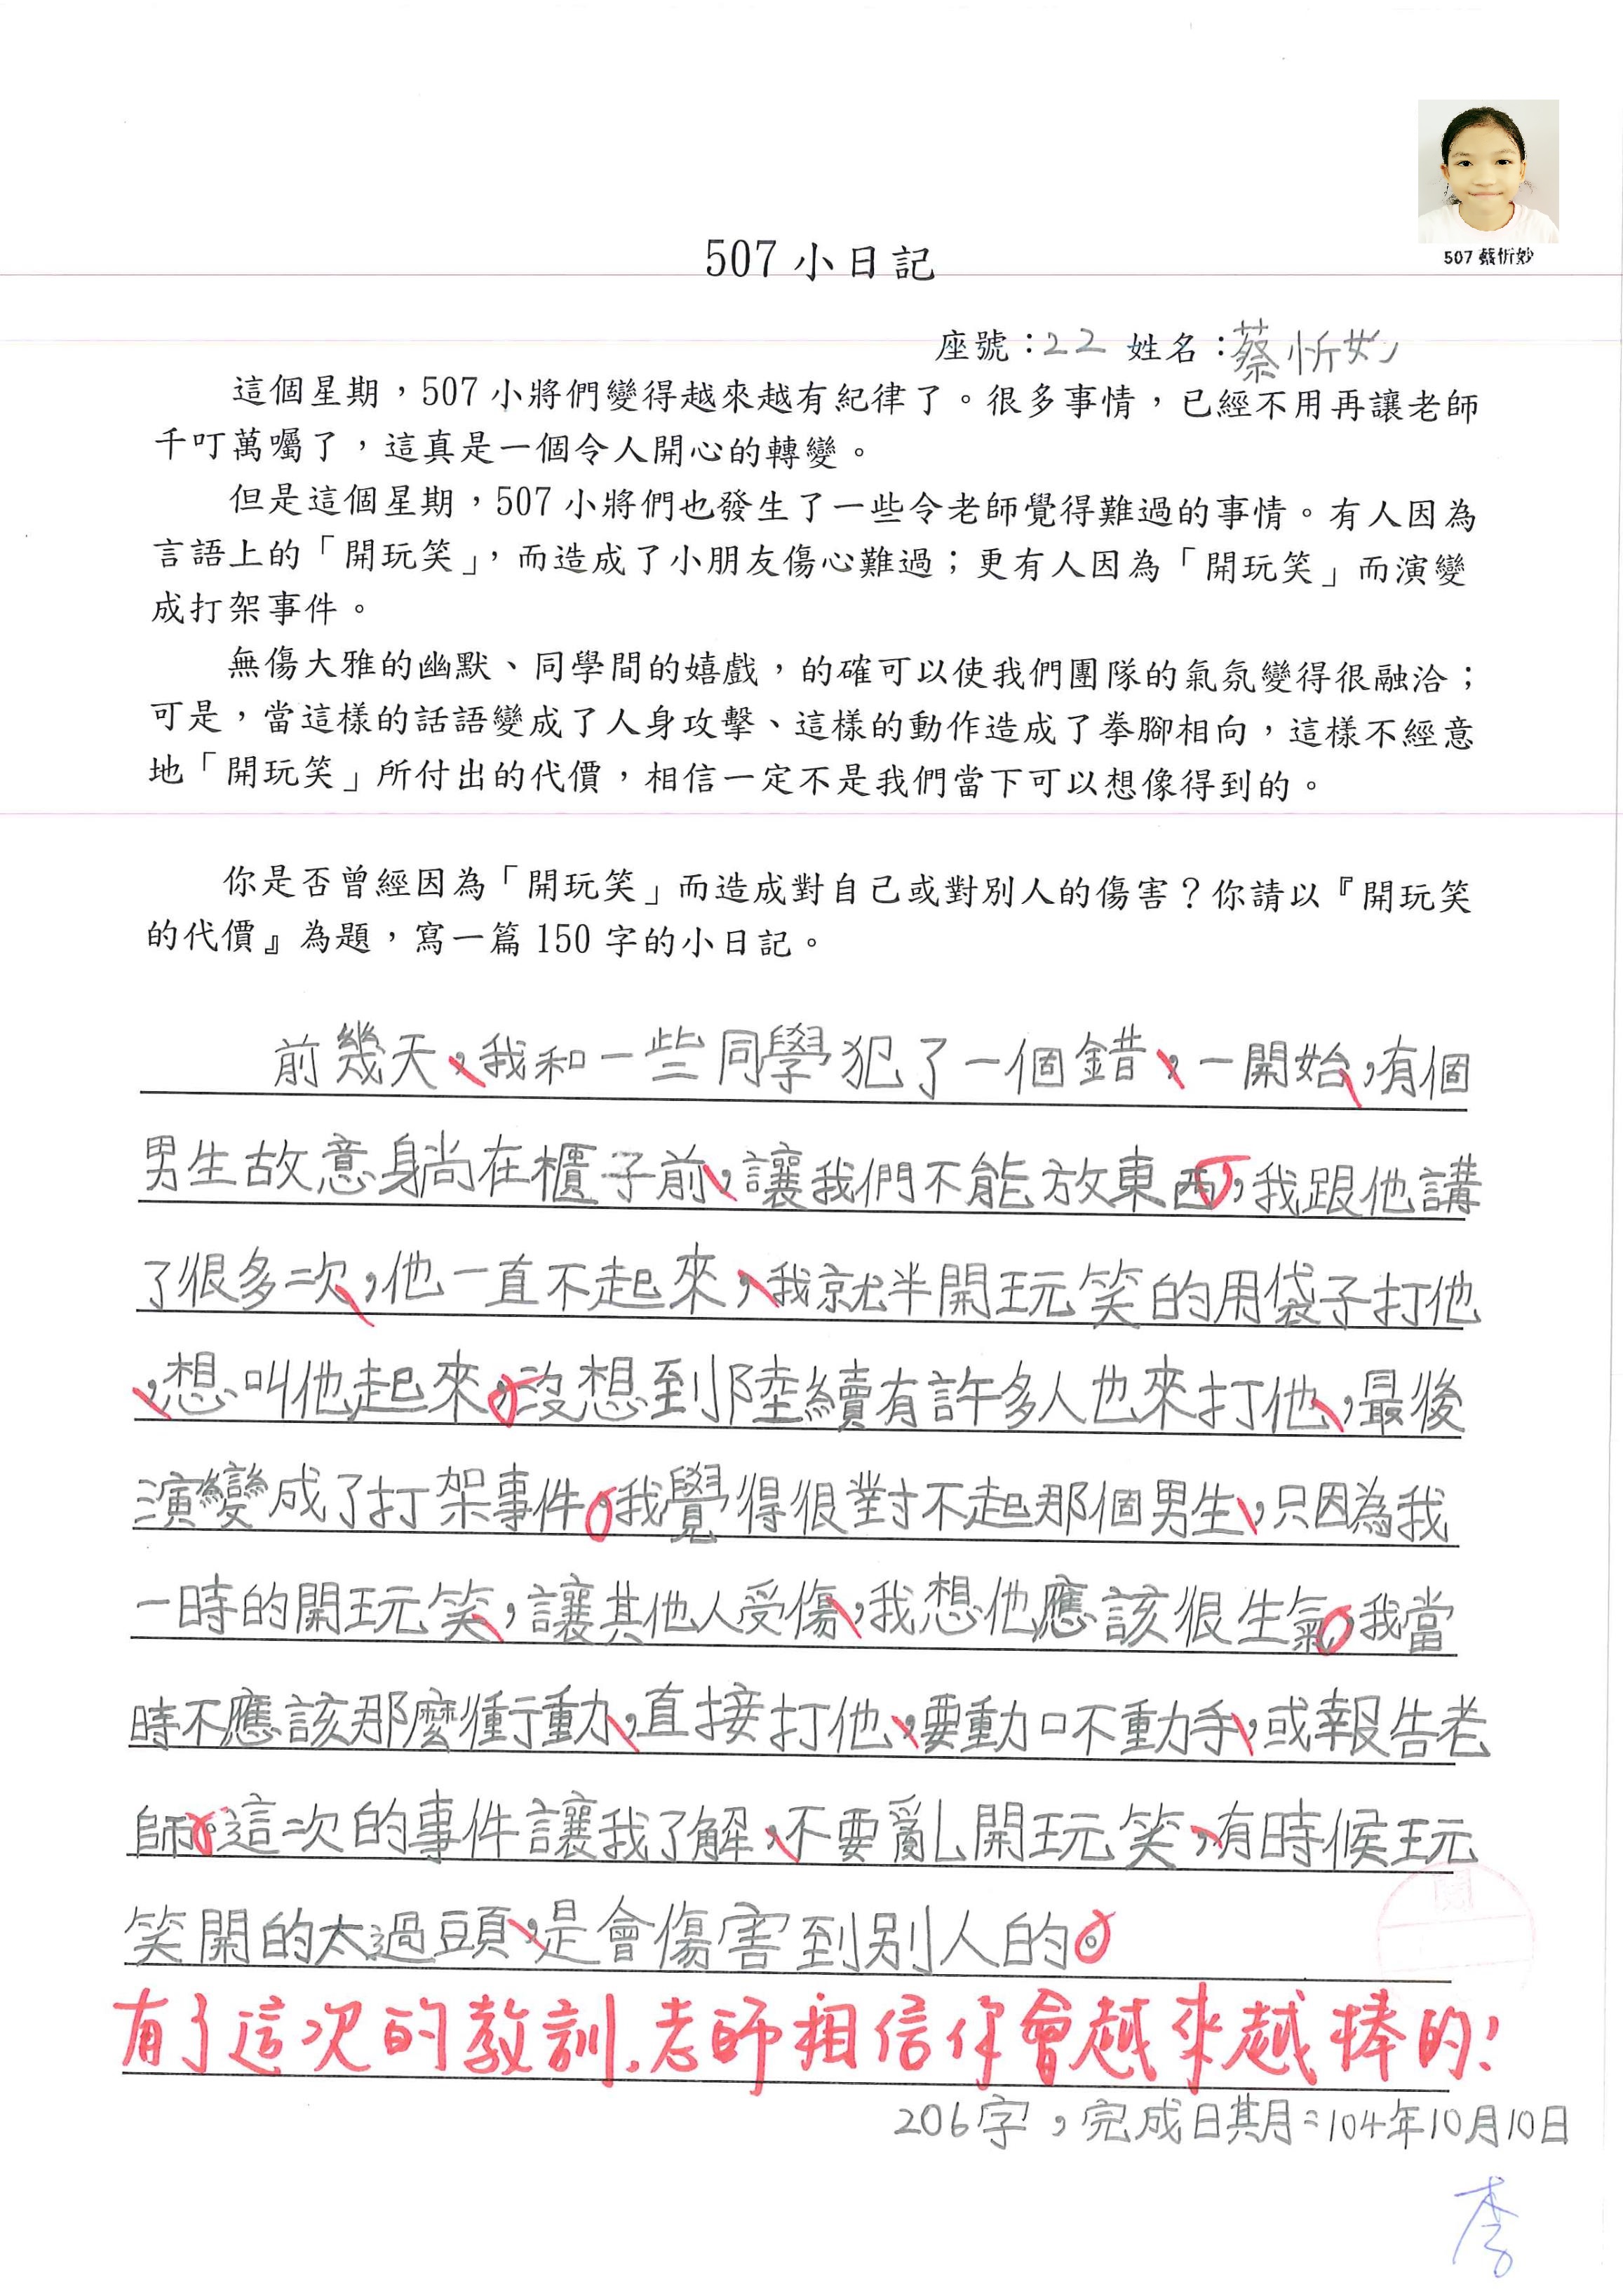 507 蔡忻妙
507 小日記
座號：22 姓名：蔡忻妙
這個星期，507 小將們變得越來越有紀律了。很多事情，已經不用再讓老師
千叮萬囑了，這真是一個令人開心的轉變。
但是這個星期，507 小將們也發生了一些令老師覺得難過的事情。有人因為
言語上的「開玩笑」，而造成了小朋友傷心難過；更有人因為「開玩笑」而演變
成打架事件。
無傷大雅的幽默、同學間的嬉戲，的確可以使我們團隊的氣氛變得很融洽；
可是，當這樣的話語變成了人身攻擊、這樣的動作造成了拳腳相向，這樣不經意
地「開玩笑」所付出的代價，相信一定不是我們當下可以想像得到的。
你是否曾經因為「開玩笑」而造成對自己或對別人的傷害？你請以『開玩笑
的代價』為題，寫一篇 150 字的小日記。
前幾天，我和一些同學犯了一個錯，一開始，有個
男生故意躺在櫃子前，讓我們不能放東西，我跟他講
了很多次，他一直不起來，我就半開玩笑的用袋子打他
，想叫他起來。沒想到陸續有許多人也來打他，最後
演變成了打架事件。我覺得很對不起那個男生，只因為我
一時的開玩笑，讓其他人受傷，我想他應該很生氣。我當
時不應該那麼衝動，直接打他，要動口不動手，或報告老
師。這次的事件讓我了解，不要亂開玩笑，有時候玩
笑開的太過頭，是會傷害到別人的。
有了這次的教訓，老師相信你會越來越棒的！
206字，完成日期：104年10月10日
閱
李